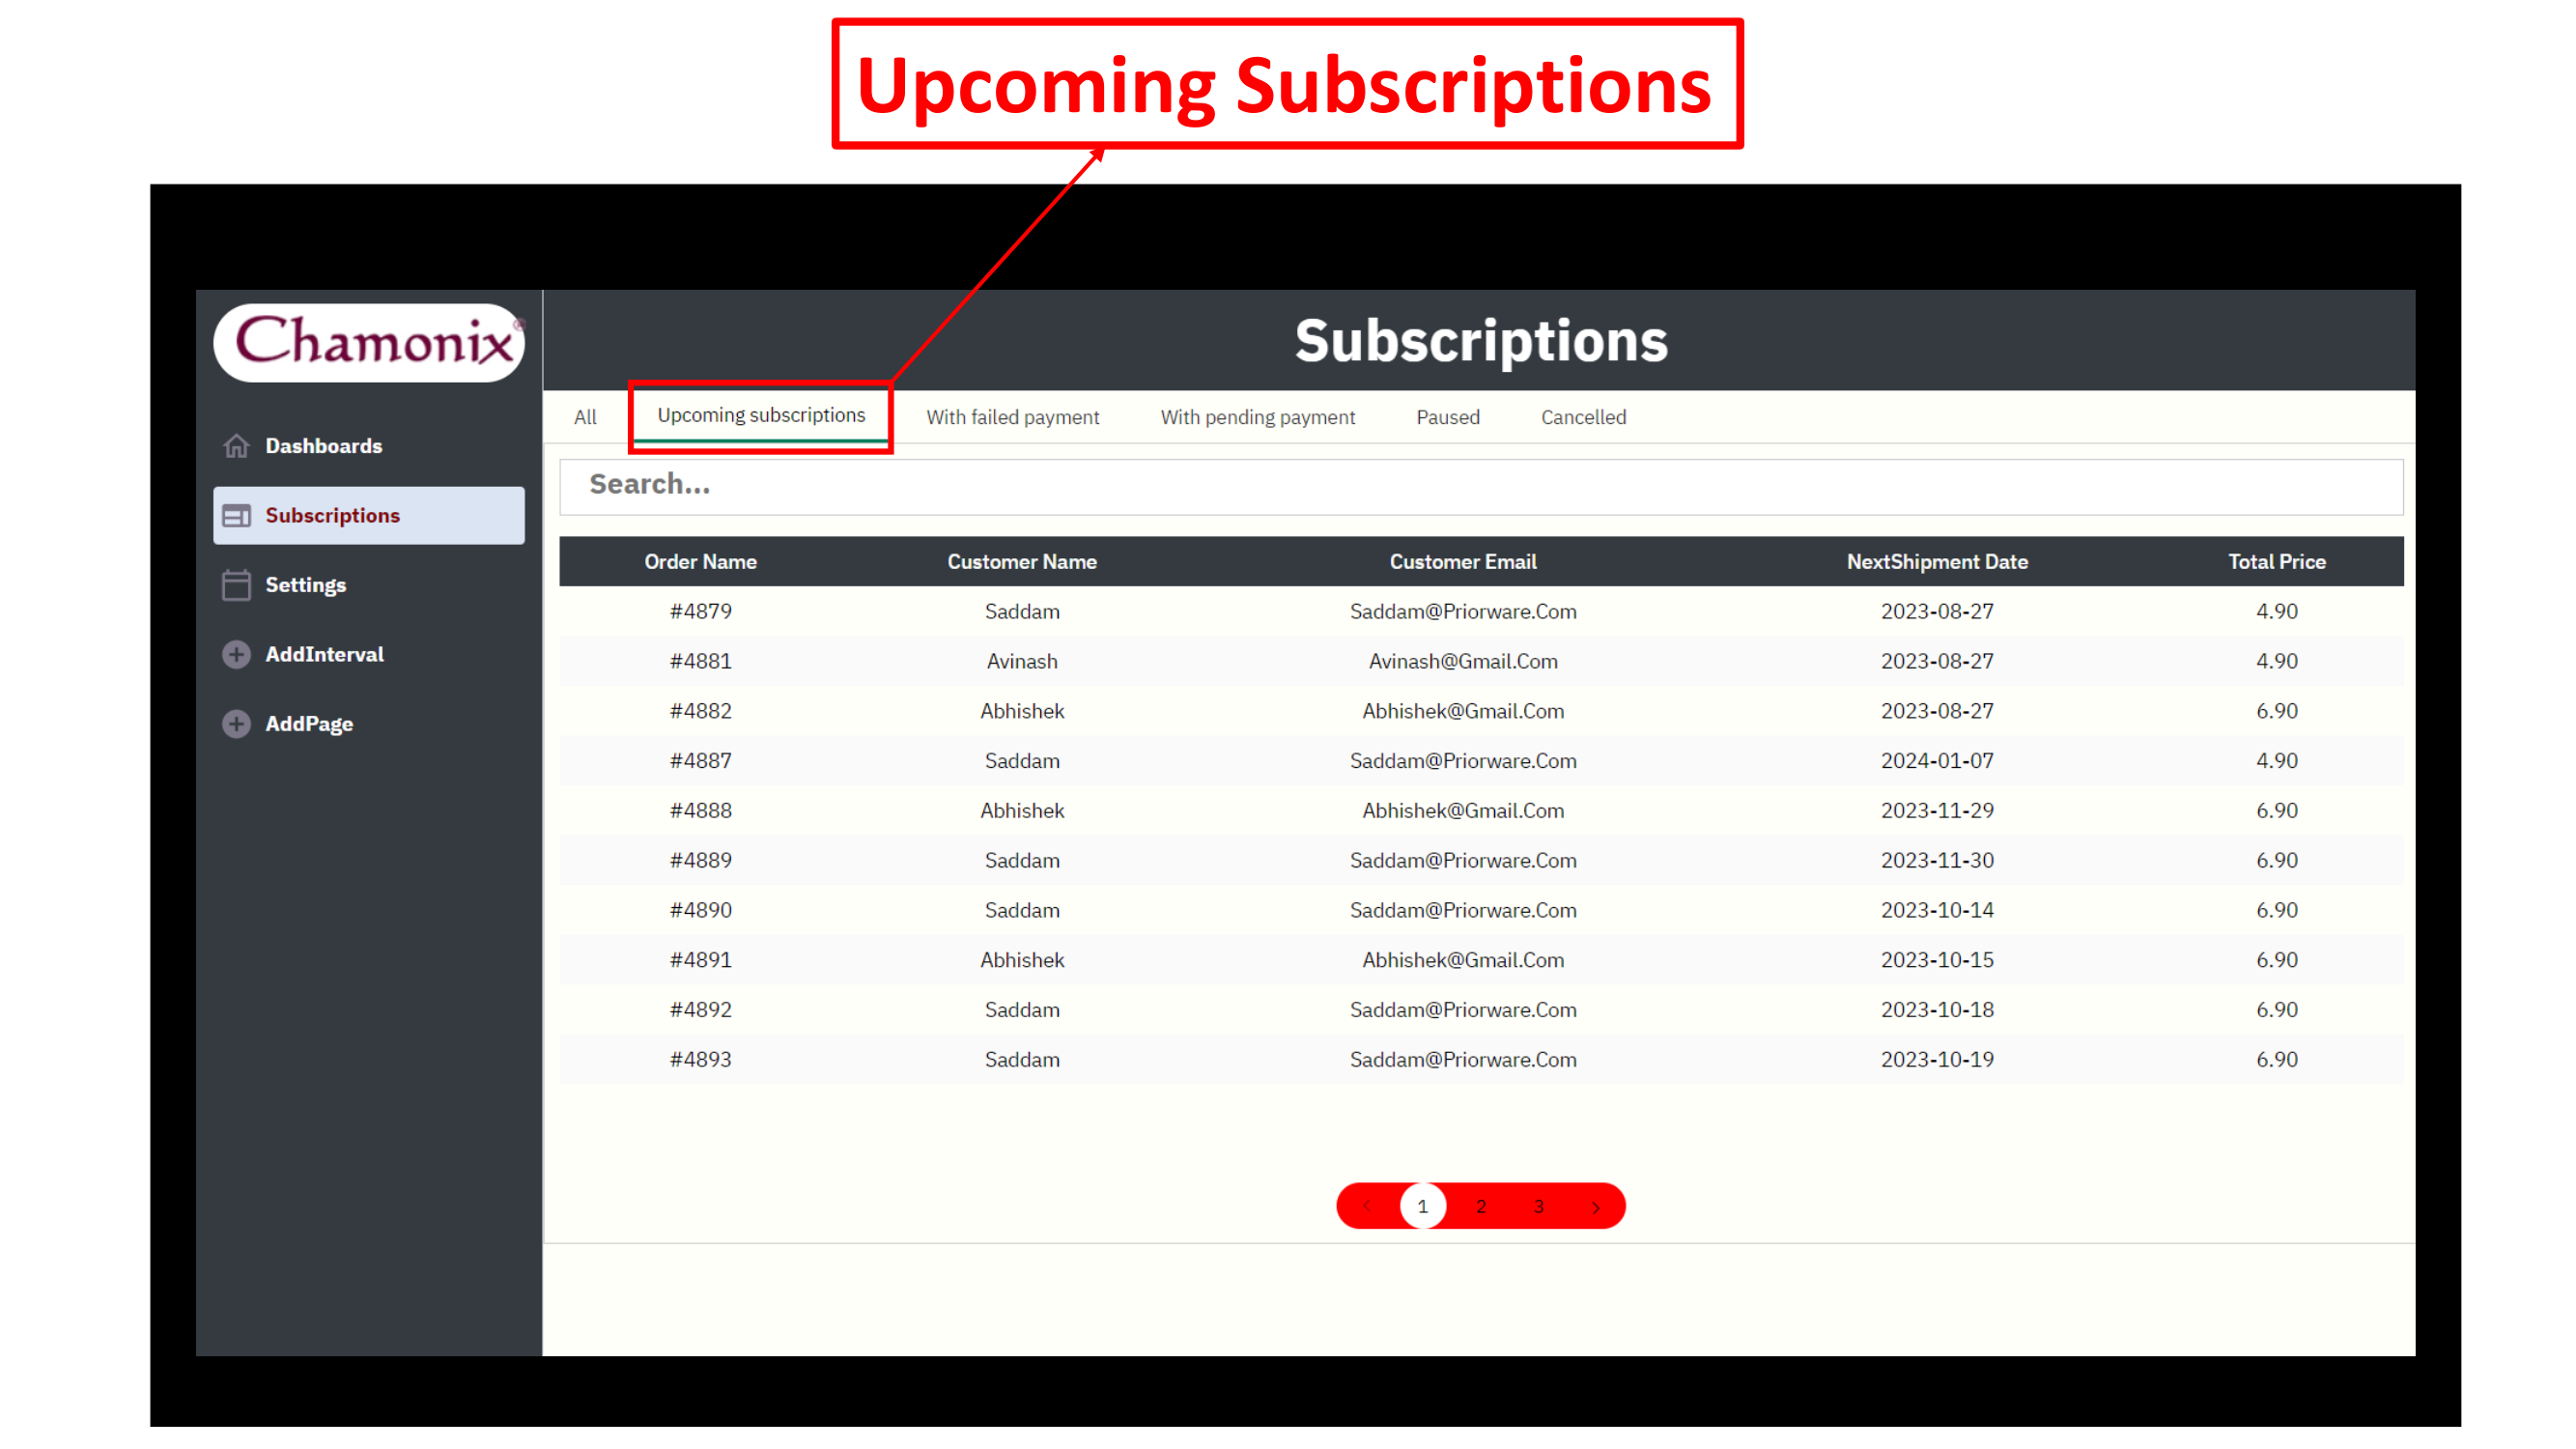 Upcoming Subscriptions
Chamonix®
Subscriptions
All Upcoming subscriptions With failed payment With pending payment Paused Cancelled
Dashboards
Subscriptions
Settings
AddInterval
AddPage
Search...
Order Name Customer Name Customer Email NextShipment Date Total Price
#4879 Saddam Saddam@Priorware.Com 2023-08-27 4.90
#4881 Avinash Avinash@Gmail.Com 2023-08-27 4.90
#4882 Abhishek Abhishek@Gmail.Com 2023-08-27 6.90
#4887 Saddam Saddam@Priorware.Com 2024-01-07 4.90
#4888 Abhishek Abhishek@Gmail.Com 2023-11-29 6.90
#4889 Saddam Saddam@Priorware.Com 2023-11-30 6.90
#4890 Saddam Saddam@Priorware.Com 2023-10-14 6.90
#4891 Abhishek Abhishek@Gmail.Com 2023-10-15 6.90
#4892 Saddam Saddam@Priorware.Com 2023-10-18 6.90
#4893 Saddam Saddam@Priorware.Com 2023-10-19 6.90
< 1 2 3 >